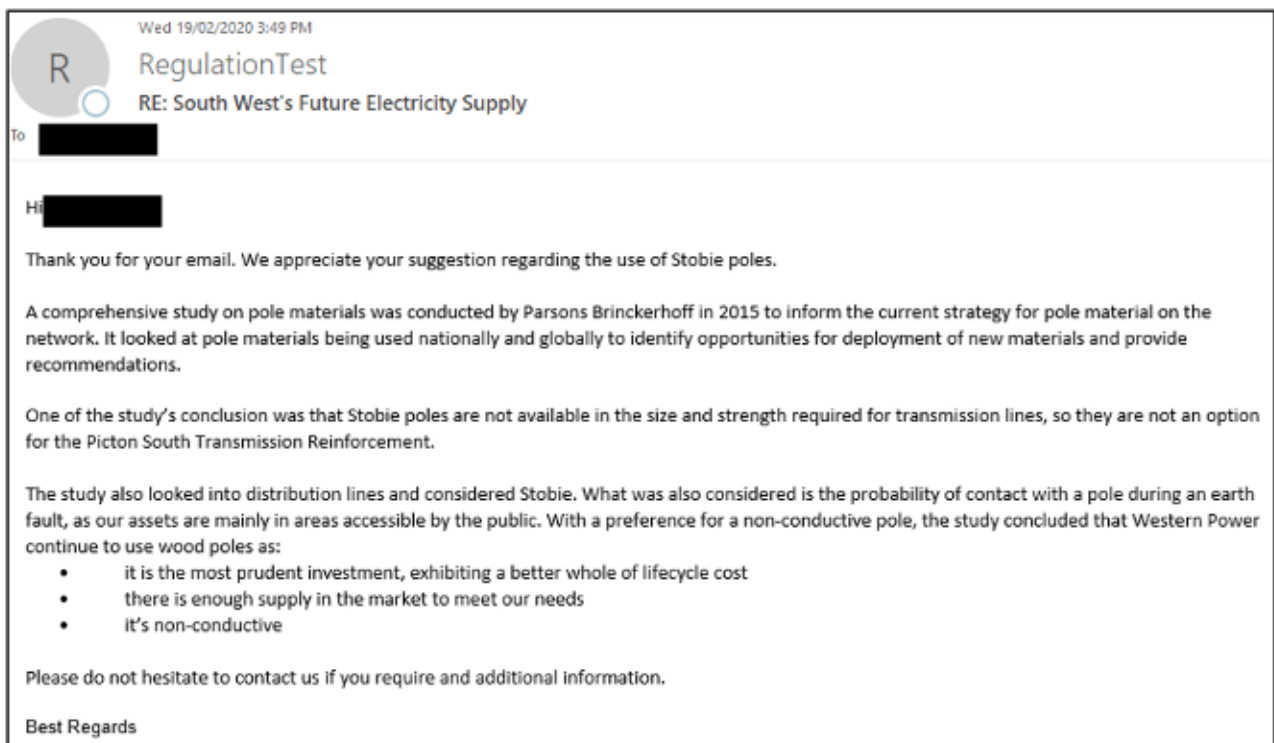 Wed 19/02/2020 3:49 PM
R
RegulationTest
RE: South West's Future Electricity Supply
To
Hi
Thank you for your email. We appreciate your suggestion regarding the use of Stobie poles.
A comprehensive study on pole materials was conducted by Parsons Brinckerhoff in 2015 to inform the current strategy for pole material on the
network. It looked at pole materials being used nationally and globally to identify opportunities for deployment of new materials and provide
recommendations.
One of the study's conclusion was that Stobie poles are not available in the size and strength required for transmission lines, so they are not an option
for the Picton South Transmission Reinforcement.
The study also looked into distribution lines and considered Stobie. What was also considered is the probability of contact with a pole during an earth
fault, as our assets are mainly in areas accessible by the public. With a preference for a non-conductive pole, the study concluded that Western Power
continue to use wood poles as:
• it is the most prudent investment, exhibiting a better whole of lifecycle cost
• there is enough supply in the market to meet our needs
• it's non-conductive
Please do not hesitate to contact us if you require and additional information.
Best Regards